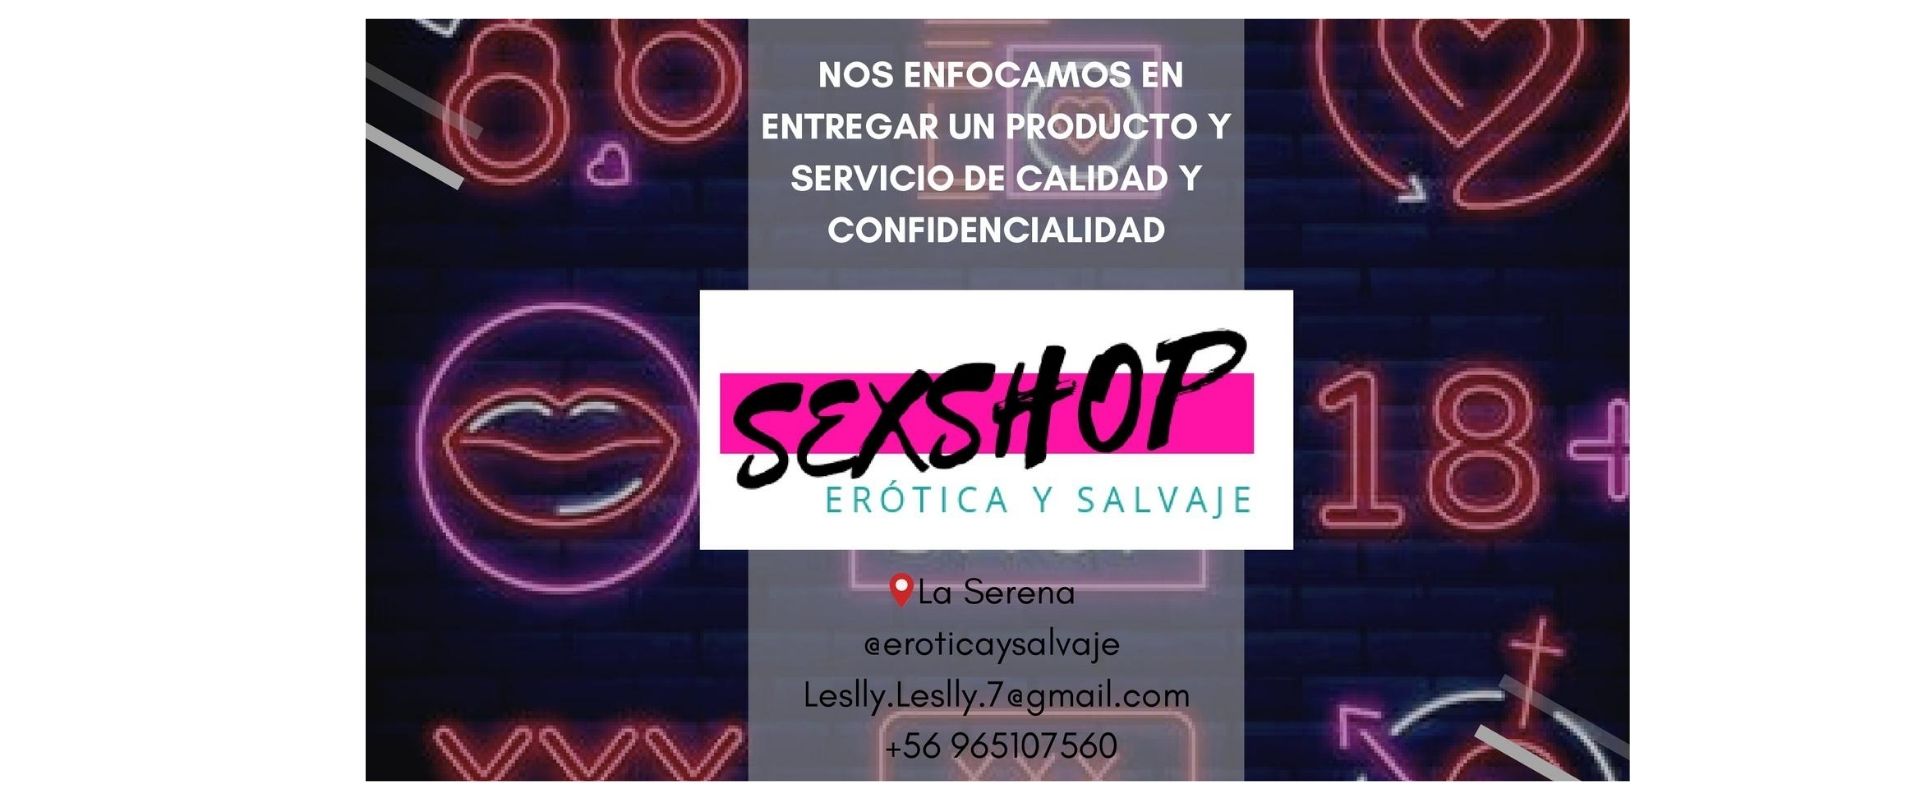 NOS ENFOCAMOS EN
ENTREGAR UN PRODUCTO Y
SERVICIO DE CALIDAD Y
CONFIDENCIALIDAD
SEXSHOP
ERÓTICA Y SALVAJE
18+
La Serena
@eroticaysalvaje
Leslly.Leslly.7@gmail.com
+56 965107560